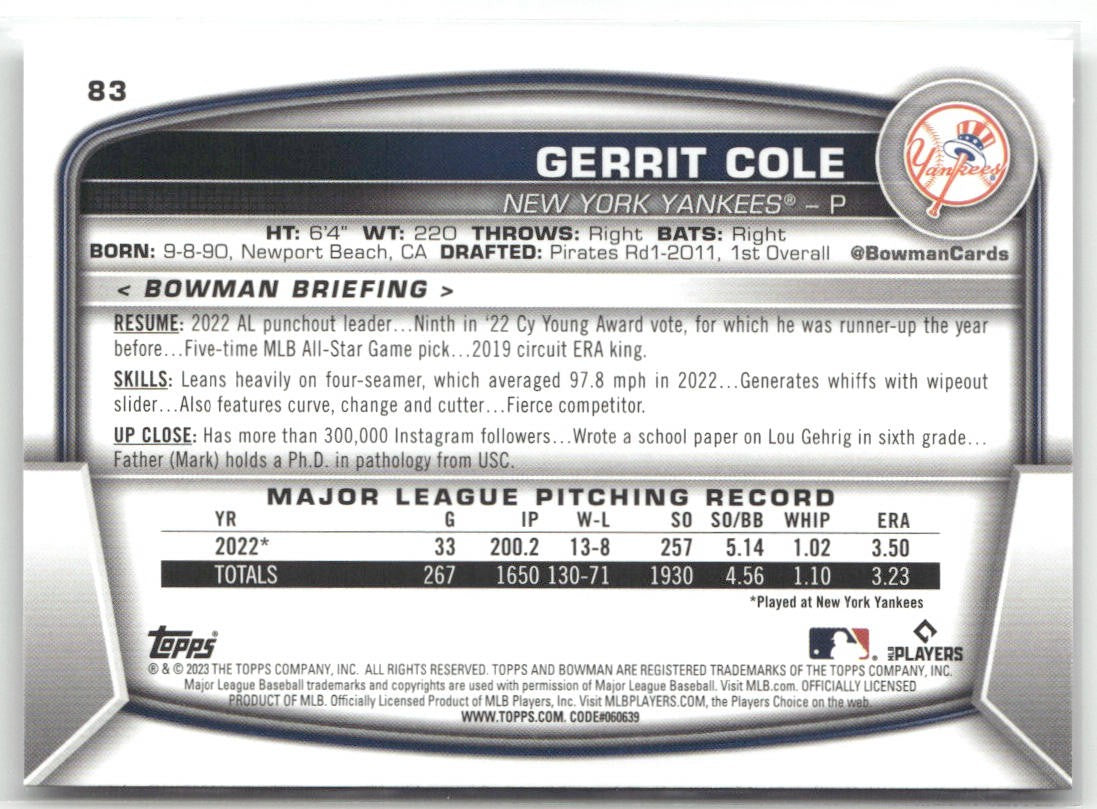 83
Yankees
GERRIT COLE
NEW YORK YANKEES® – P
HT: 6'4" WT: 220 THROWS: Right BATS: Right
BORN: 9-8-90, Newport Beach, CA DRAFTED: Pirates Rd1-2011, 1st Overall @BowmanCards
< BOWMAN BRIEFING >
RESUME: 2022 AL punchout leader...Ninth in '22 Cy Young Award vote, for which he was runner-up the year
before...Five-time MLB All-Star Game pick...2019 circuit ERA king.
SKILLS: Leans heavily on four-seamer, which averaged 97.8 mph in 2022...Generates whiffs with wipeout
slider...Also features curve, change and cutter...Fierce competitor.
UP CLOSE: Has more than 300,000 Instagram followers...Wrote a school paper on Lou Gehrig in sixth grade...
Father (Mark) holds a Ph.D. in pathology from USC.
MAJOR LEAGUE PITCHING RECORD
YR G IP W-L SO SO/BB WHIP ERA
2022* 33 200.2 13-8 257 5.14 1.02 3.50
TOTALS 267 1650 130-71 1930 4.56 1.10 3.23
*Played at New York Yankees
Topps MLB PLAYERS
® & © 2023 THE TOPPS COMPANY, INC. ALL RIGHTS RESERVED. TOPPS AND BOWMAN ARE REGISTERED TRADEMARKS OF THE TOPPS COMPANY, INC.
Major League Baseball trademarks and copyrights are used with permission of Major League Baseball. Visit MLB.com. OFFICIALLY LICENSED
PRODUCT OF MLB. Officially Licensed Product of MLB Players, Inc. Visit MLBPLAYERS.COM, the Players Choice on the web.
WWW.TOPPS.COM. CODE#060639